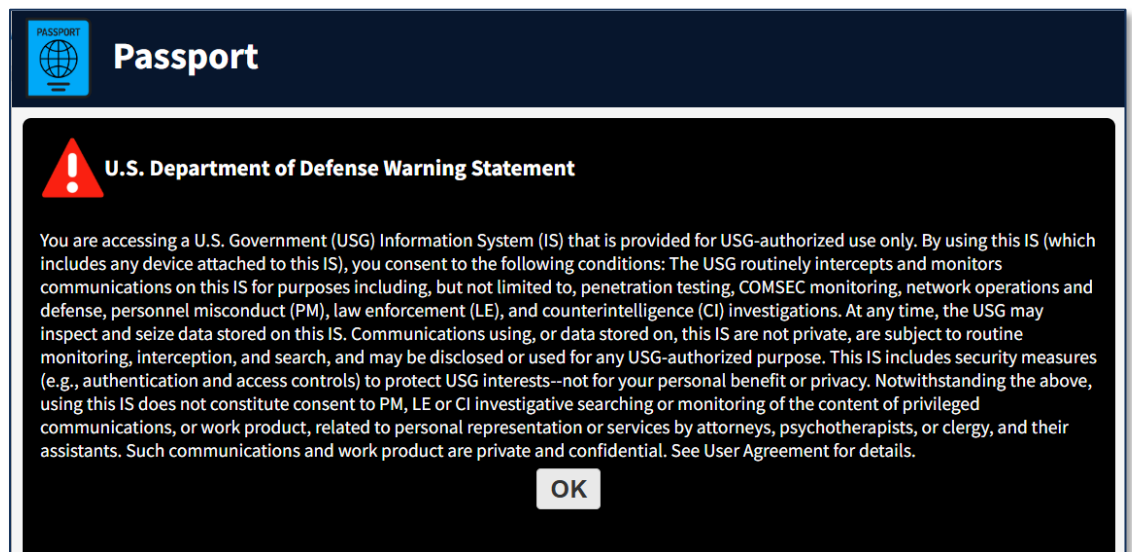 PASSPORT
Passport
U.S. Department of Defense Warning Statement
You are accessing a U.S. Government (USG) Information System (IS) that is provided for USG-authorized use only. By using this IS (which
includes any device attached to this IS), you consent to the following conditions: The USG routinely intercepts and monitors
communications on this IS for purposes including, but not limited to, penetration testing, COMSEC monitoring, network operations and
defense, personnel misconduct (PM), law enforcement (LE), and counterintelligence (CI) investigations. At any time, the USG may
inspect and seize data stored on this IS. Communications using, or data stored on, this IS are not private, are subject to routine
monitoring, interception, and search, and may be disclosed or used for any USG-authorized purpose. This IS includes security measures
(e.g., authentication and access controls) to protect USG interests--not for your personal benefit or privacy. Notwithstanding the above,
using this IS does not constitute consent to PM, LE or CI investigative searching or monitoring of the content of privileged
communications, or work product, related to personal representation or services by attorneys, psychotherapists, or clergy, and their
assistants. Such communications and work product are private and confidential. See User Agreement for details.
OK